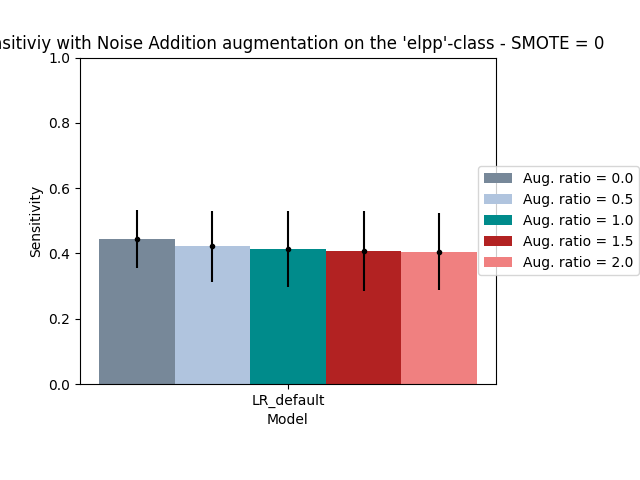 nsitiviy with Noise Addition augmentation on the 'elpp'-class - SMOTE = 0
1.0
0.8
0.6
0.4
0.2
0.0
Sensitivity
LR_default
Model
Aug. ratio = 0.0
Aug. ratio = 0.5
Aug. ratio = 1.0
Aug. ratio = 1.5
Aug. ratio = 2.0